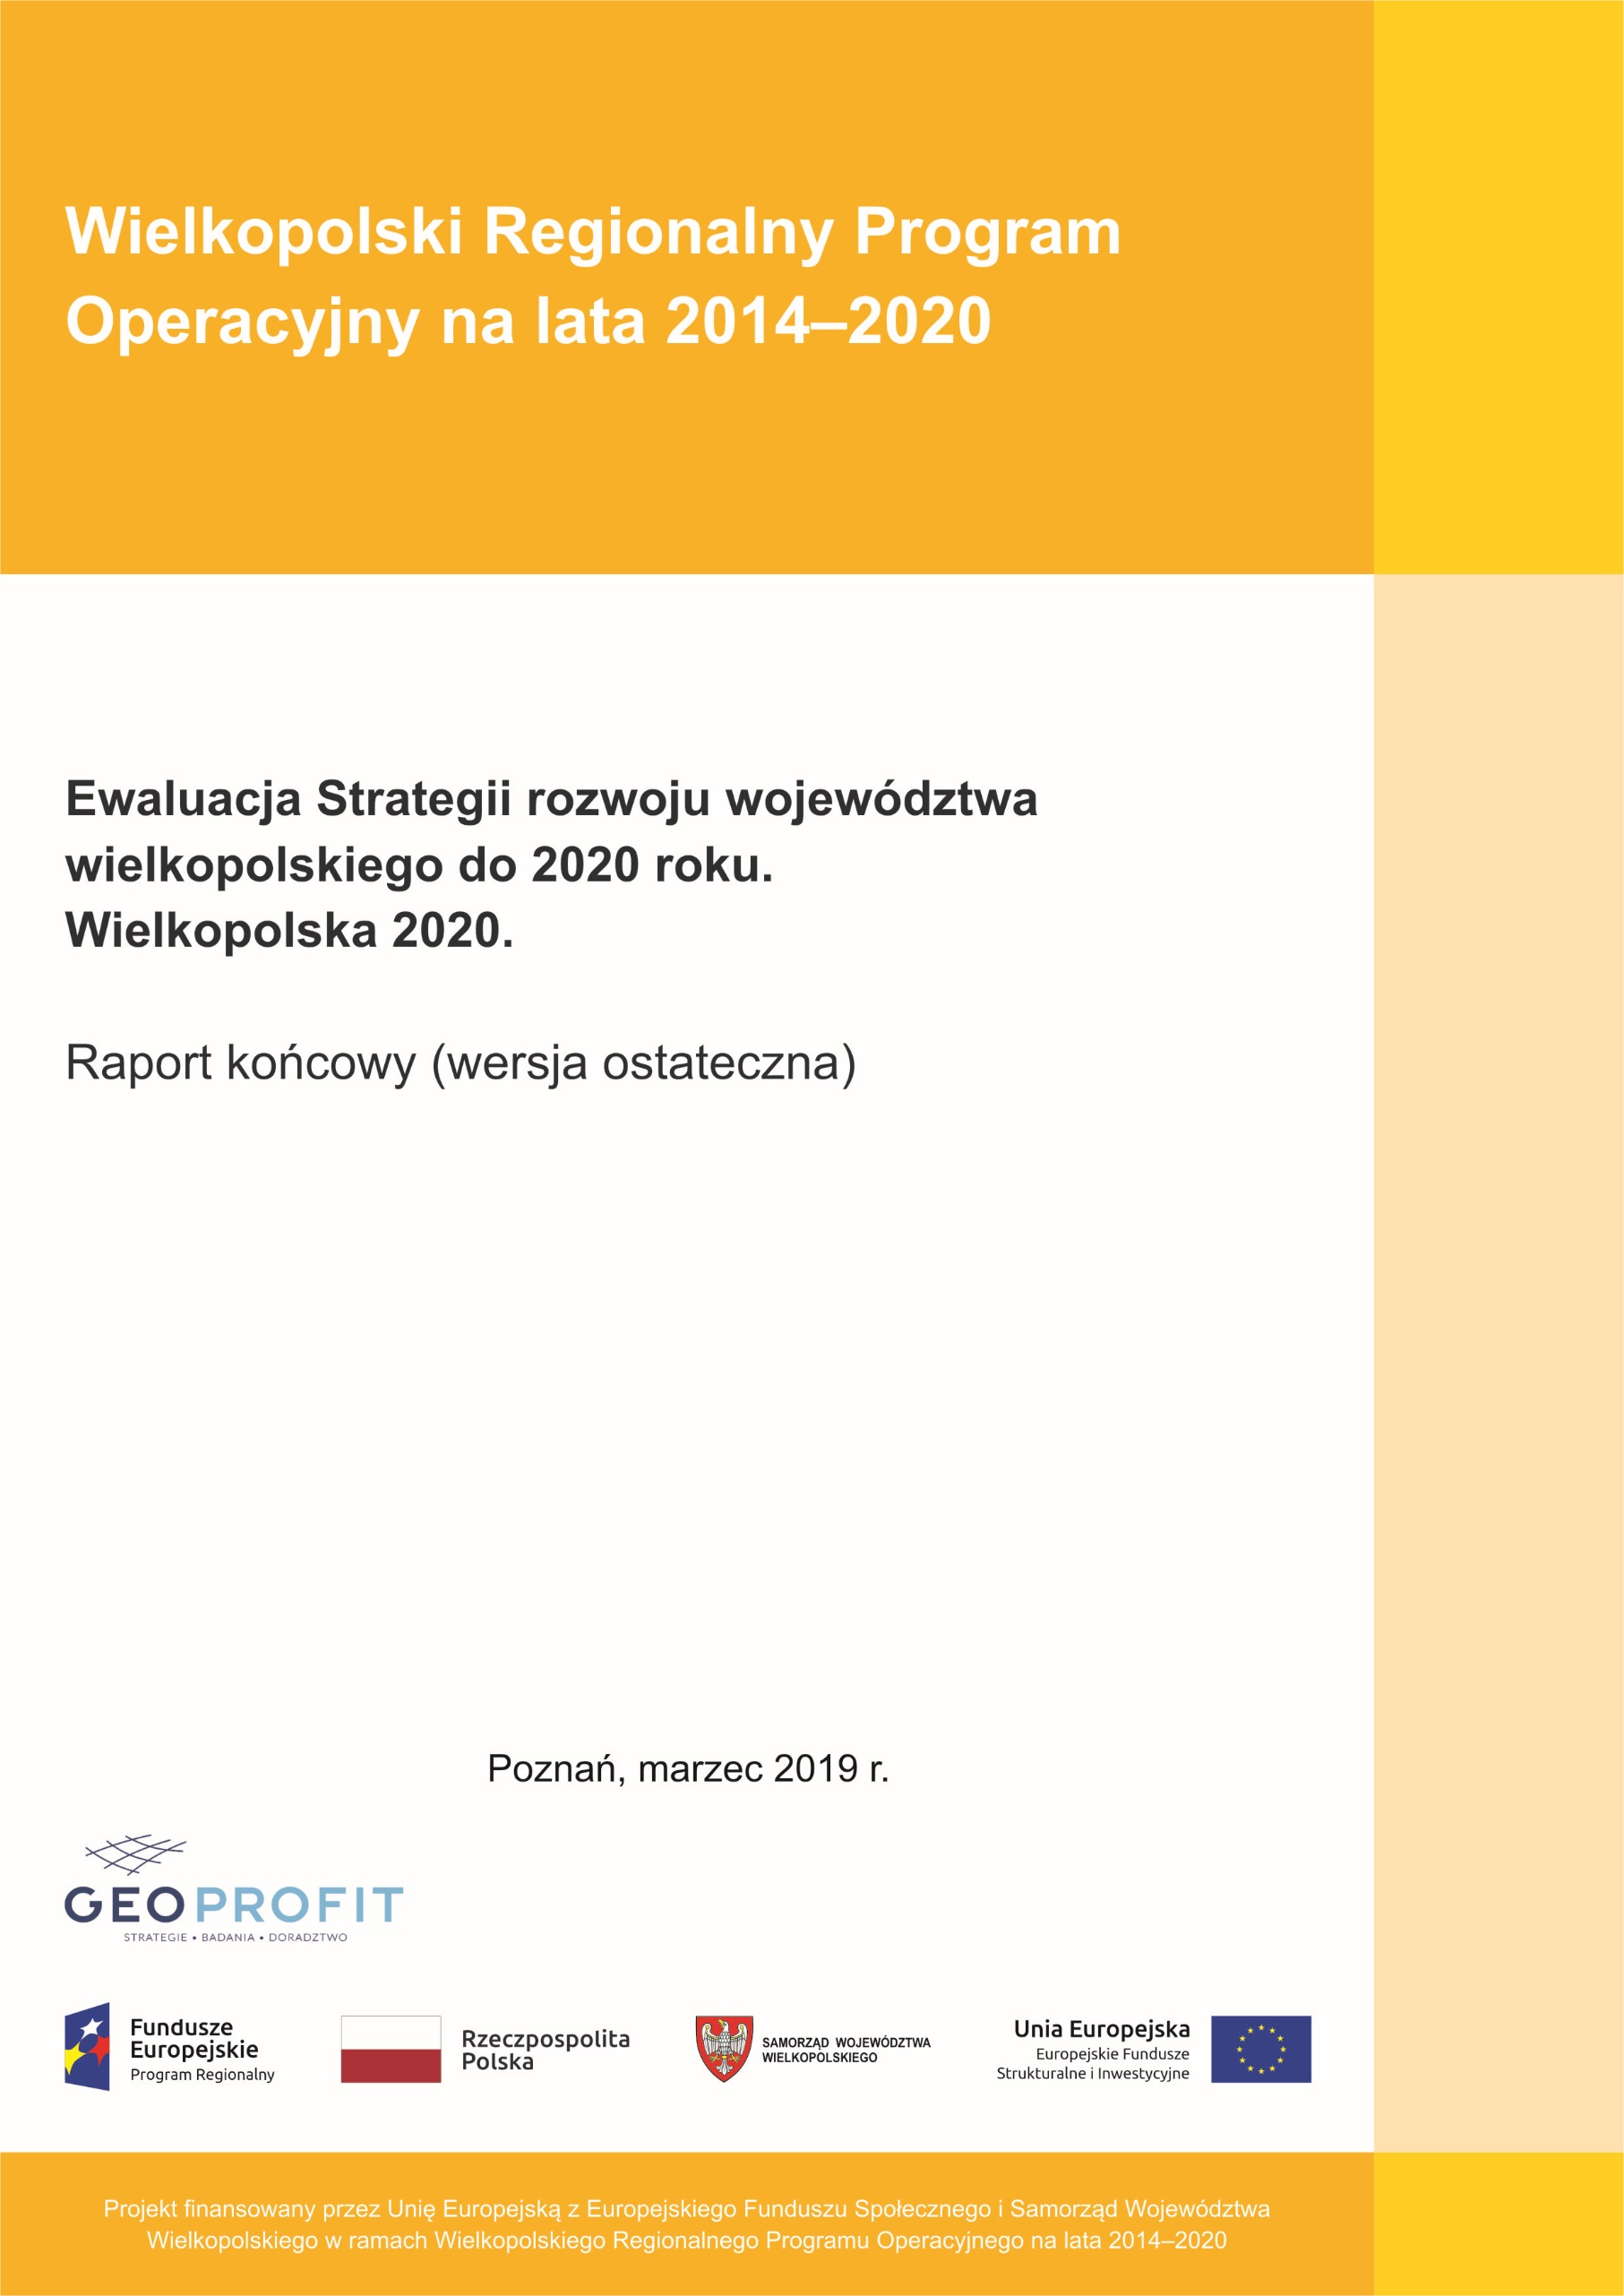 Wielkopolski Regionalny Program
Operacyjny na lata 2014–2020
Ewaluacja Strategii rozwoju województwa
wielkopolskiego do 2020 roku.
Wielkopolska 2020.
Raport końcowy (wersja ostateczna)
Poznań, marzec 2019 r.
GEOPROFIT
STRATEGIE • BADANIA • DORADZTWO
Fundusze
Europejskie
Program Regionalny
Rzeczpospolita
Polska
SAMORZĄD WOJEWÓDZTWA
WIELKOPOLSKIEGO
Unia Europejska
Europejskie Fundusze
Strukturalne i Inwestycyjne
Projekt finansowany przez Unię Europejską z Europejskiego Funduszu Społecznego i Samorząd Województwa
Wielkopolskiego w ramach Wielkopolskiego Regionalnego Programu Operacyjnego na lata 2014–2020